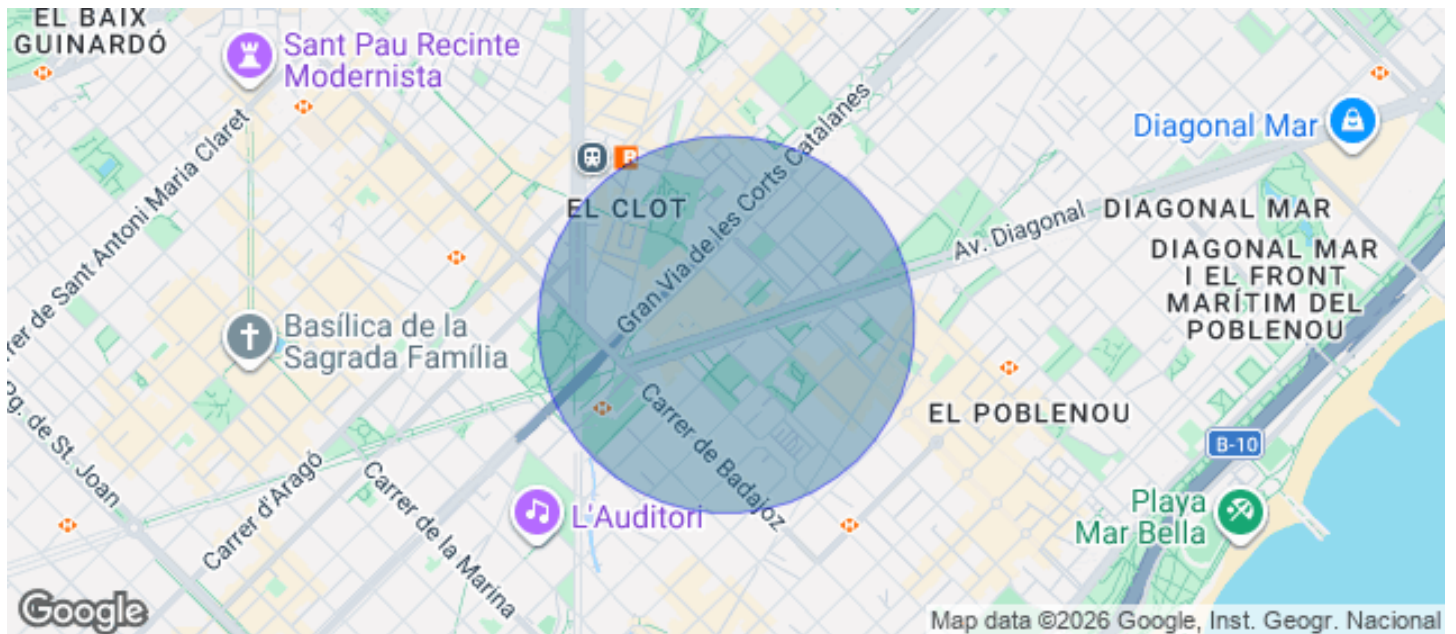 EL BAIX
GUINARDÓ
Sant Pau Recinte
Modernista
Diagonal Mar
Carrer de Sant Antoni Maria Claret
EL CLOT
Gran Via de les Corts Catalanes
Av. Diagonal
DIAGONAL MAR
DIAGONAL MAR
I EL FRONT
MARÍTIM DEL
POBLENOU
Basílica de la
Sagrada Família
Pg. de St. Joan
Carrer d'Aragó
Carrer de la Marina
Carrer de Badajoz
EL POBLENOU
B-10
L'Auditori
Playa
Mar Bella
Google
Map data ©2026 Google, Inst. Geogr. Nacional